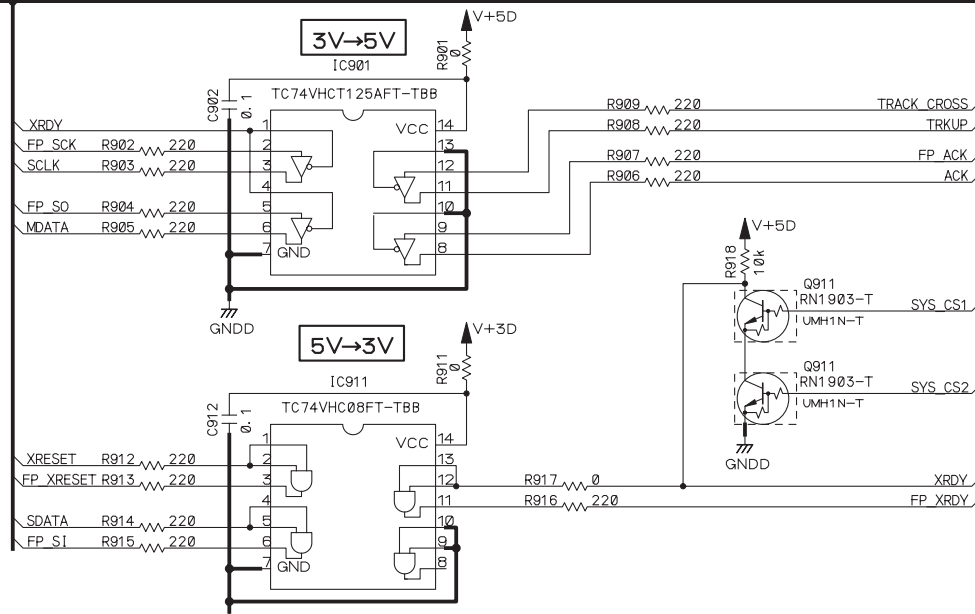 V+5D
3V→5V
R901
0
IC901
C902
0.1
TC74VHCT125AFT-TBB
1
VCC
14
XRDY
13
FP_SCK R902 220
2
12
SCLK R903 220
3
11
4
10
FP_SO R904 220
5
9
MDATA R905 220
6
8
7
GND
R909 220 TRACK_CROSS
R908 220 TRKUP
R907 220 FP_ACK
R906 220 ACK
GNDD
V+5D
R918
10k
Q911
RN1903-T
UMH1N-T
SYS_CS1
Q911
RN1903-T
UMH1N-T
SYS_CS2
GNDD
V+3D
5V→3V
R911
0
IC911
C912
0.1
TC74VHC08FT-TBB
1
VCC
14
XRESET R912 220
2
13
FP_XRESET R913 220
3
12
4
11
SDATA R914 220
5
10
FP_SI R915 220
6
9
7
GND
8
R917 0 XRDY
R916 220 FP_XRDY